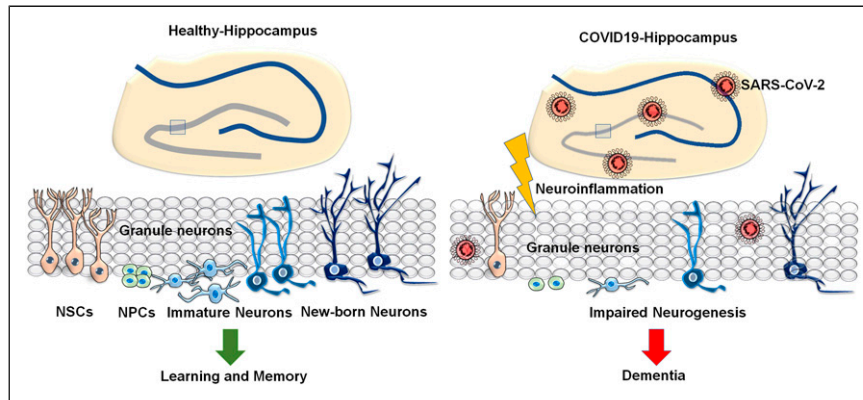 Healthy-Hippocampus
Granule neurons
NSCs
NPCs
Immature Neurons
New-born Neurons
Learning and Memory
COVID19-Hippocampus
SARS-CoV-2
Neuroinflammation
Granule neurons
Impaired Neurogenesis
Dementia